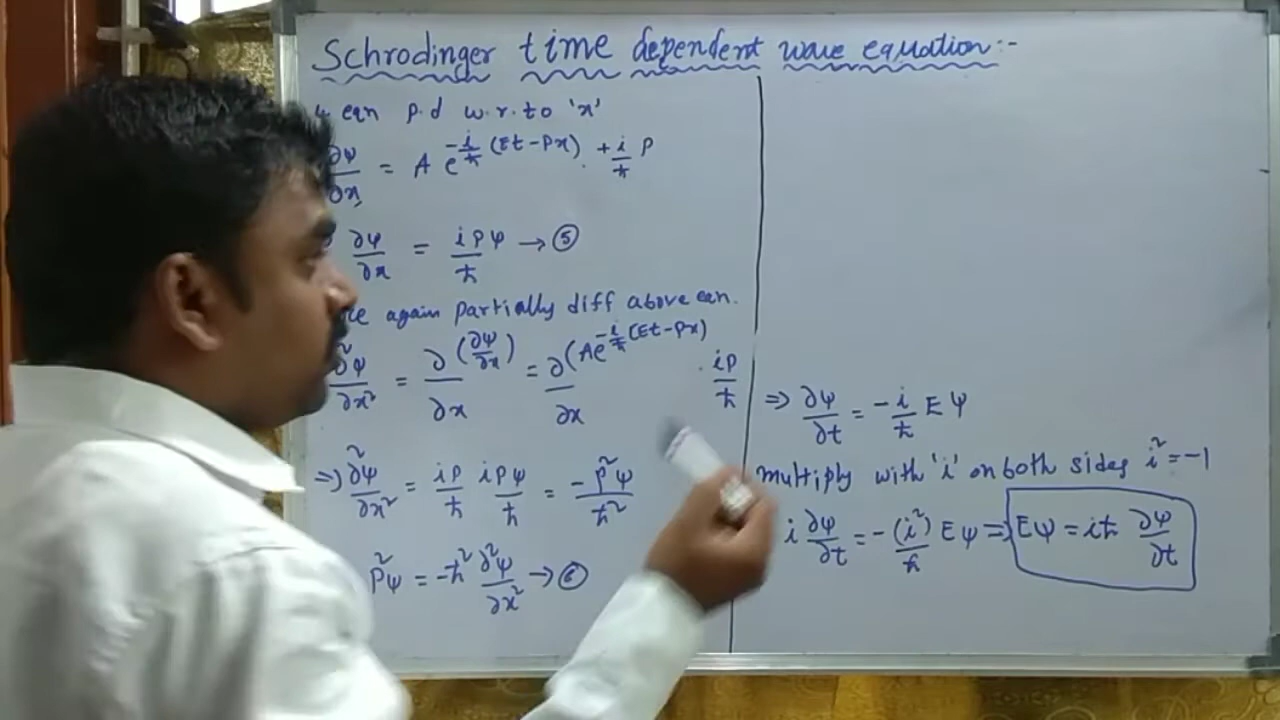 Schrodinger time dependent wave equation:-
4 eqn p.d w.r.to 'x'
∂ψ/∂x = A e^{-i/ħ (Et-Px)} . +i/ħ P
∂ψ/∂x = iPψ/ħ → ⑤
again partially diff above eqn.
∂²ψ/∂x² = ∂(∂ψ/∂x)/∂x = ∂(Ae^{-i/ħ(Et-Px)})/∂x . iP/ħ
⇒ ∂²ψ/∂x² = iP/ħ iPψ/ħ = -P²ψ/ħ²
P²ψ = -ħ² ∂²ψ/∂x² → ⑥
⇒ ∂ψ/∂t = -i/ħ Eψ
multiply with 'i' on both sides i² = -1
i ∂ψ/∂t = -(i²)/ħ Eψ ⇒ Eψ = iħ ∂ψ/∂t